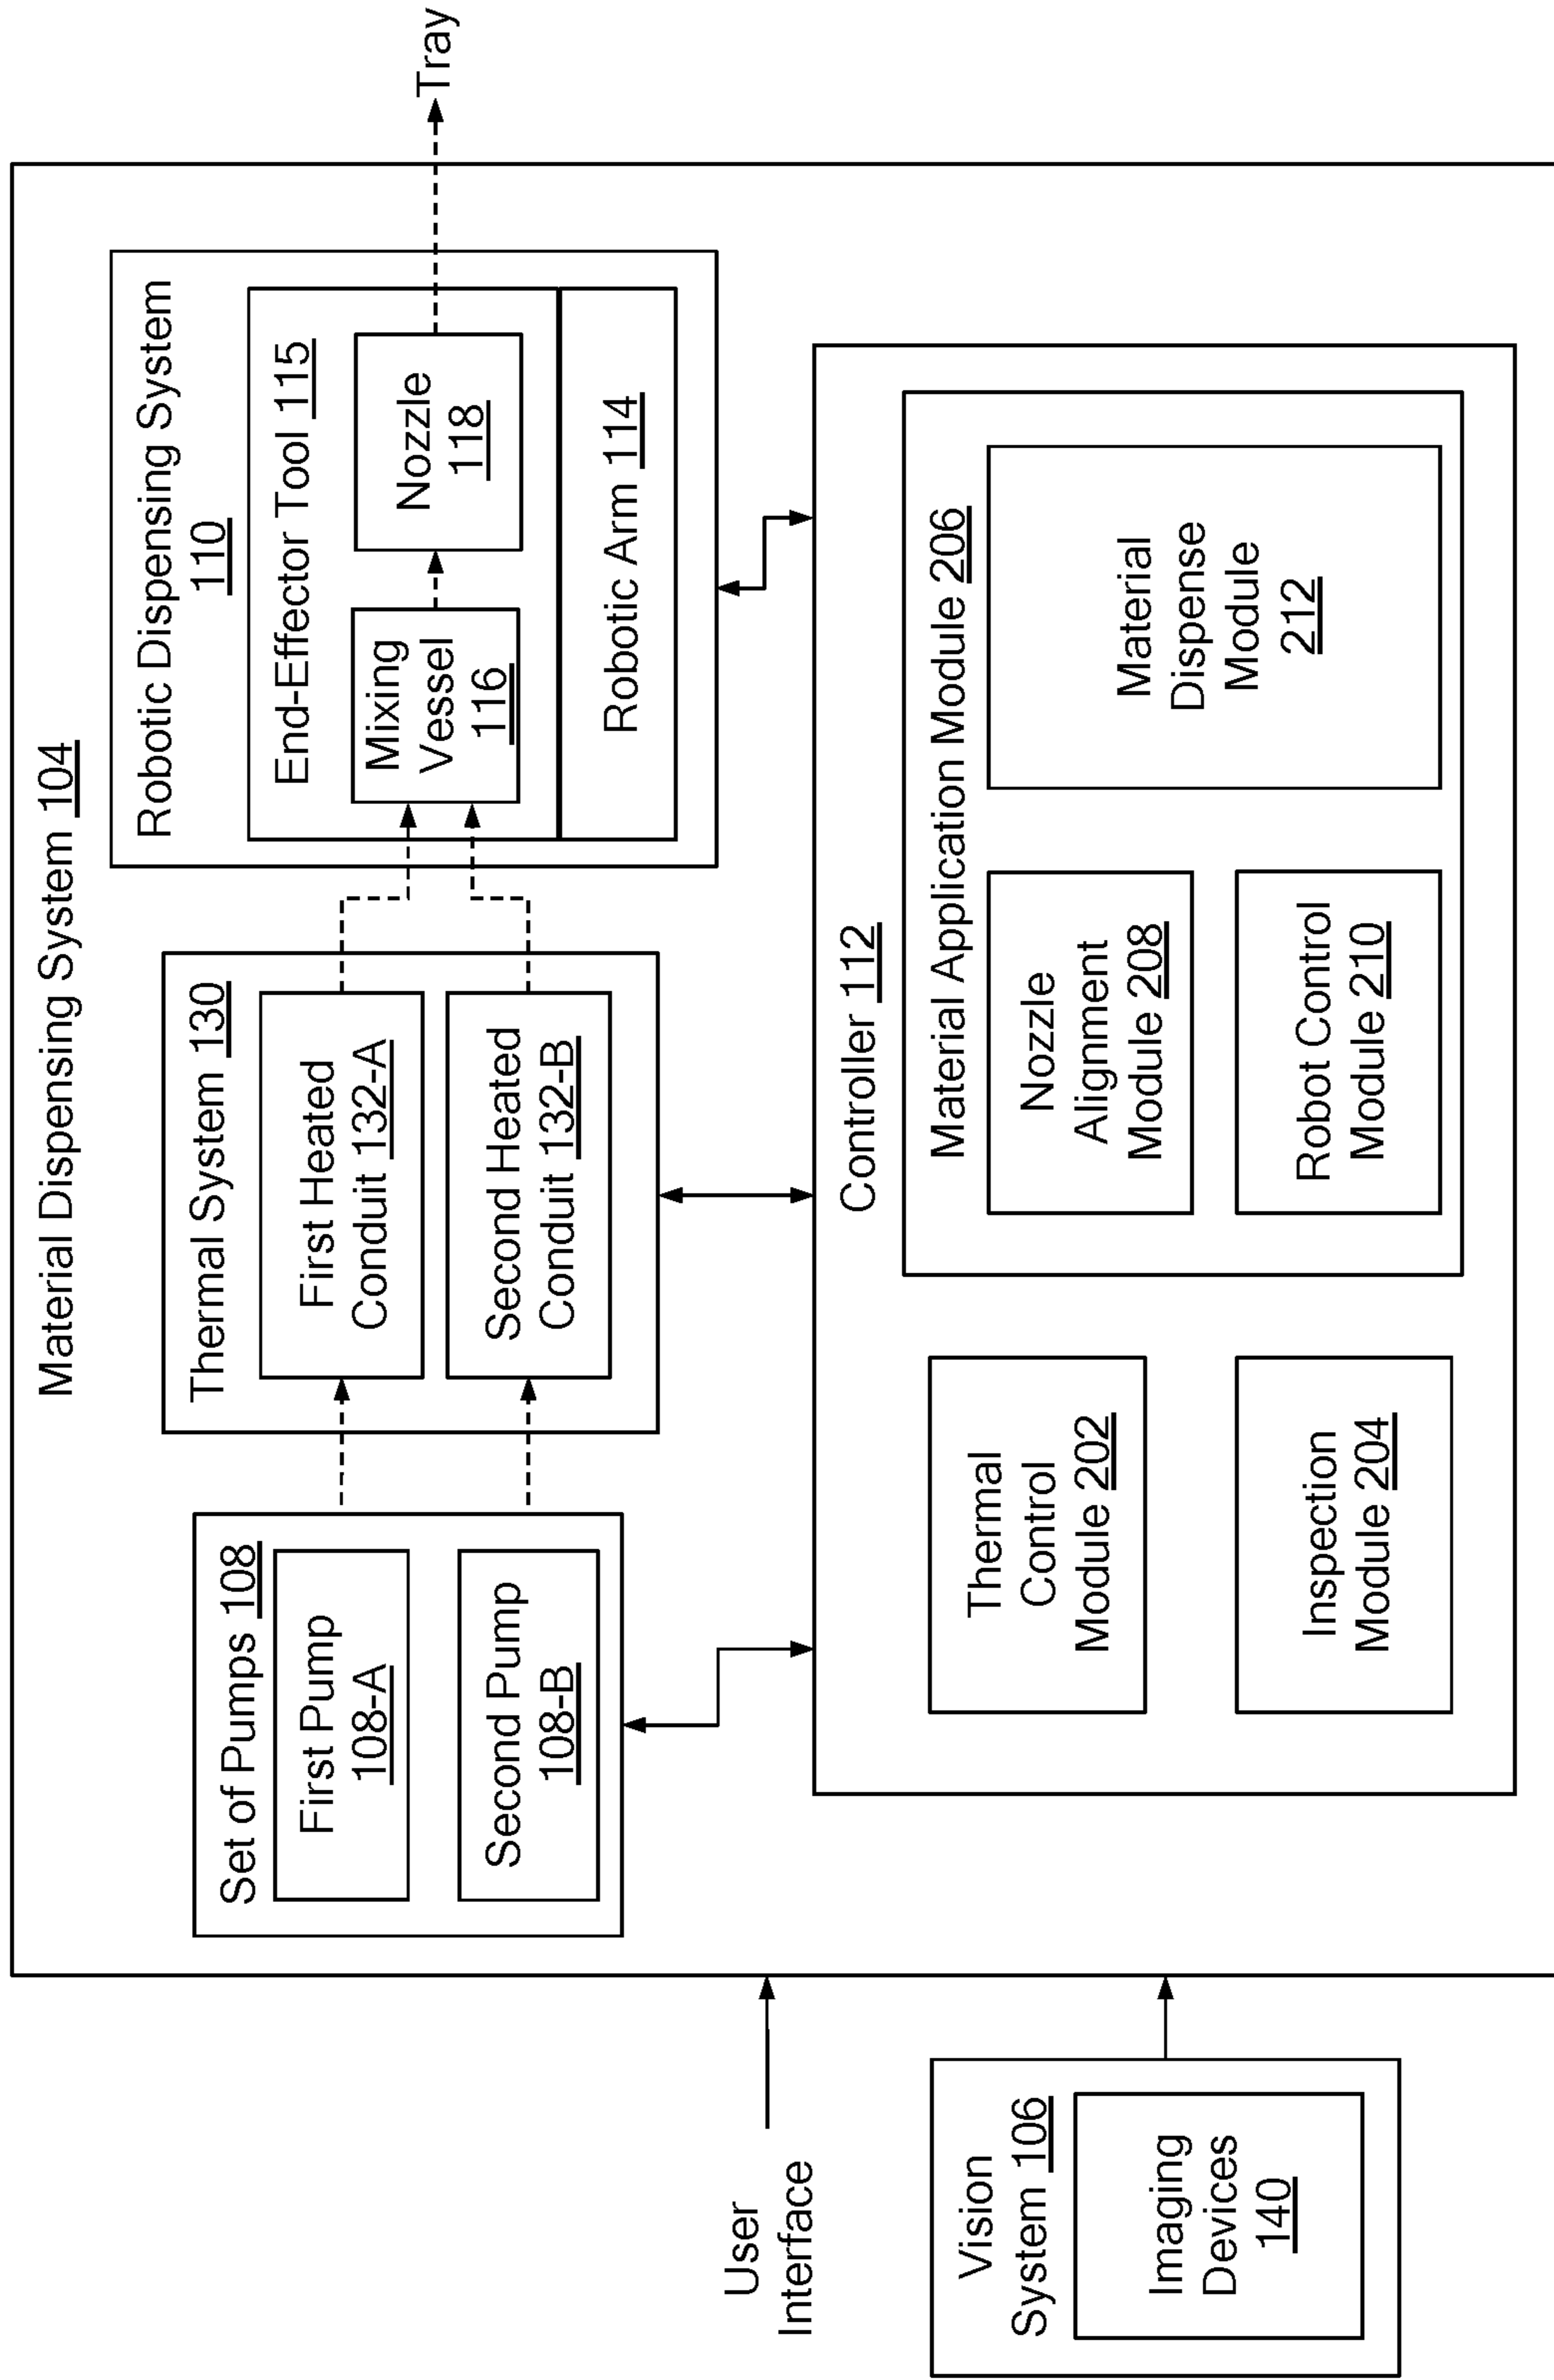 Material Dispensing System 104
Set of Pumps 108
First Pump
108-A
Second Pump
108-B
Thermal System 130
First Heated
Conduit 132-A
Second Heated
Conduit 132-B
Robotic Dispensing System
110
End-Effector Tool 115
Mixing
Vessel
116
Nozzle
118
Robotic Arm 114
Tray
User
Interface
Vision
System 106
Imaging
Devices
140
Controller 112
Thermal
Control
Module 202
Inspection
Module 204
Material Application Module 206
Nozzle
Alignment
Module 208
Robot Control
Module 210
Material
Dispense
Module
212